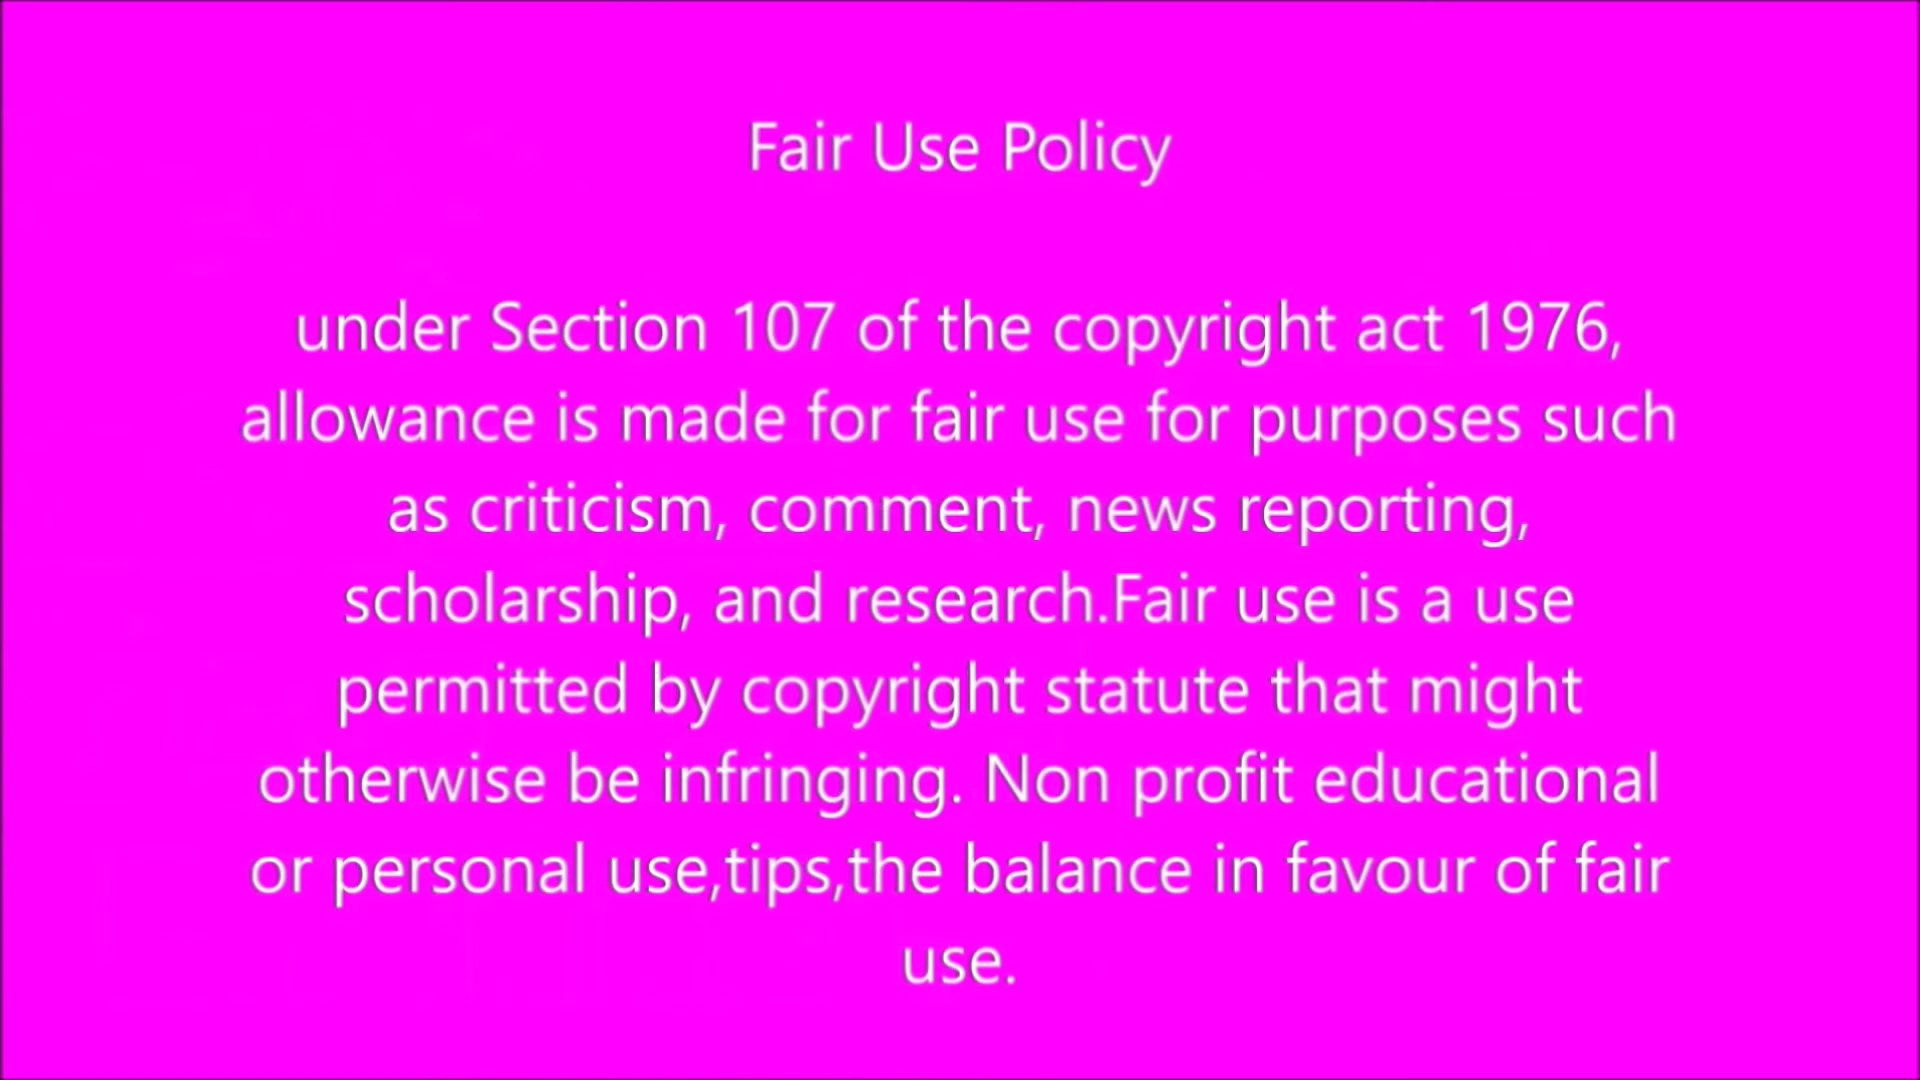 Fair Use Policy
under Section 107 of the copyright act 1976,
allowance is made for fair use for purposes such
as criticism, comment, news reporting,
scholarship, and research.Fair use is a use
permitted by copyright statute that might
otherwise be infringing. Non profit educational
or personal use,tips,the balance in favour of fair
use.